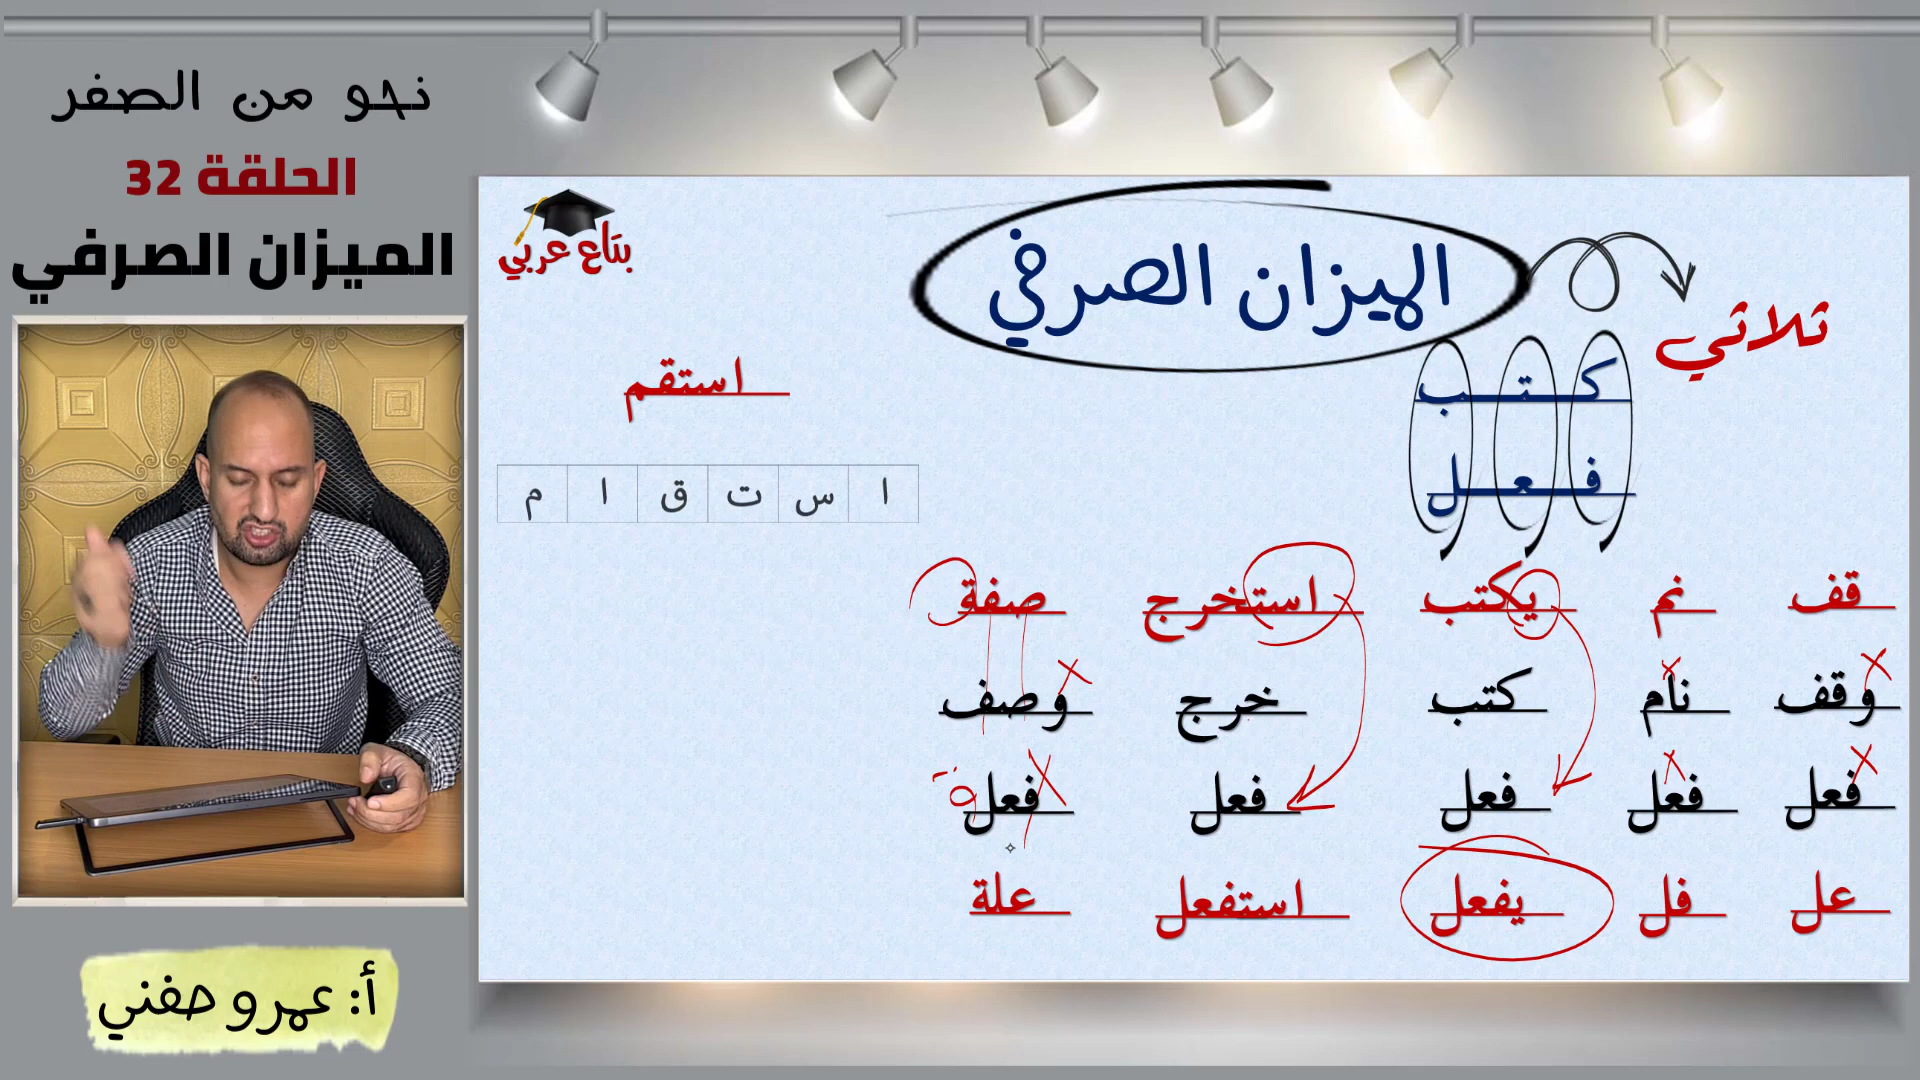 نحو من الصفر
الحلقة 32
الميزان الصرفي
أ: عمرو حفني
بتاع عربي
الميزان الصرفي
ثلاثي
كتب
فعل
استقم
ا س ت ق ا م
قف نم يكتب استخرج صفة
وقف نام كتب خرج وصف
فعل فعل فعل فعل فعل ة
عل فل يفعل استفعل علة